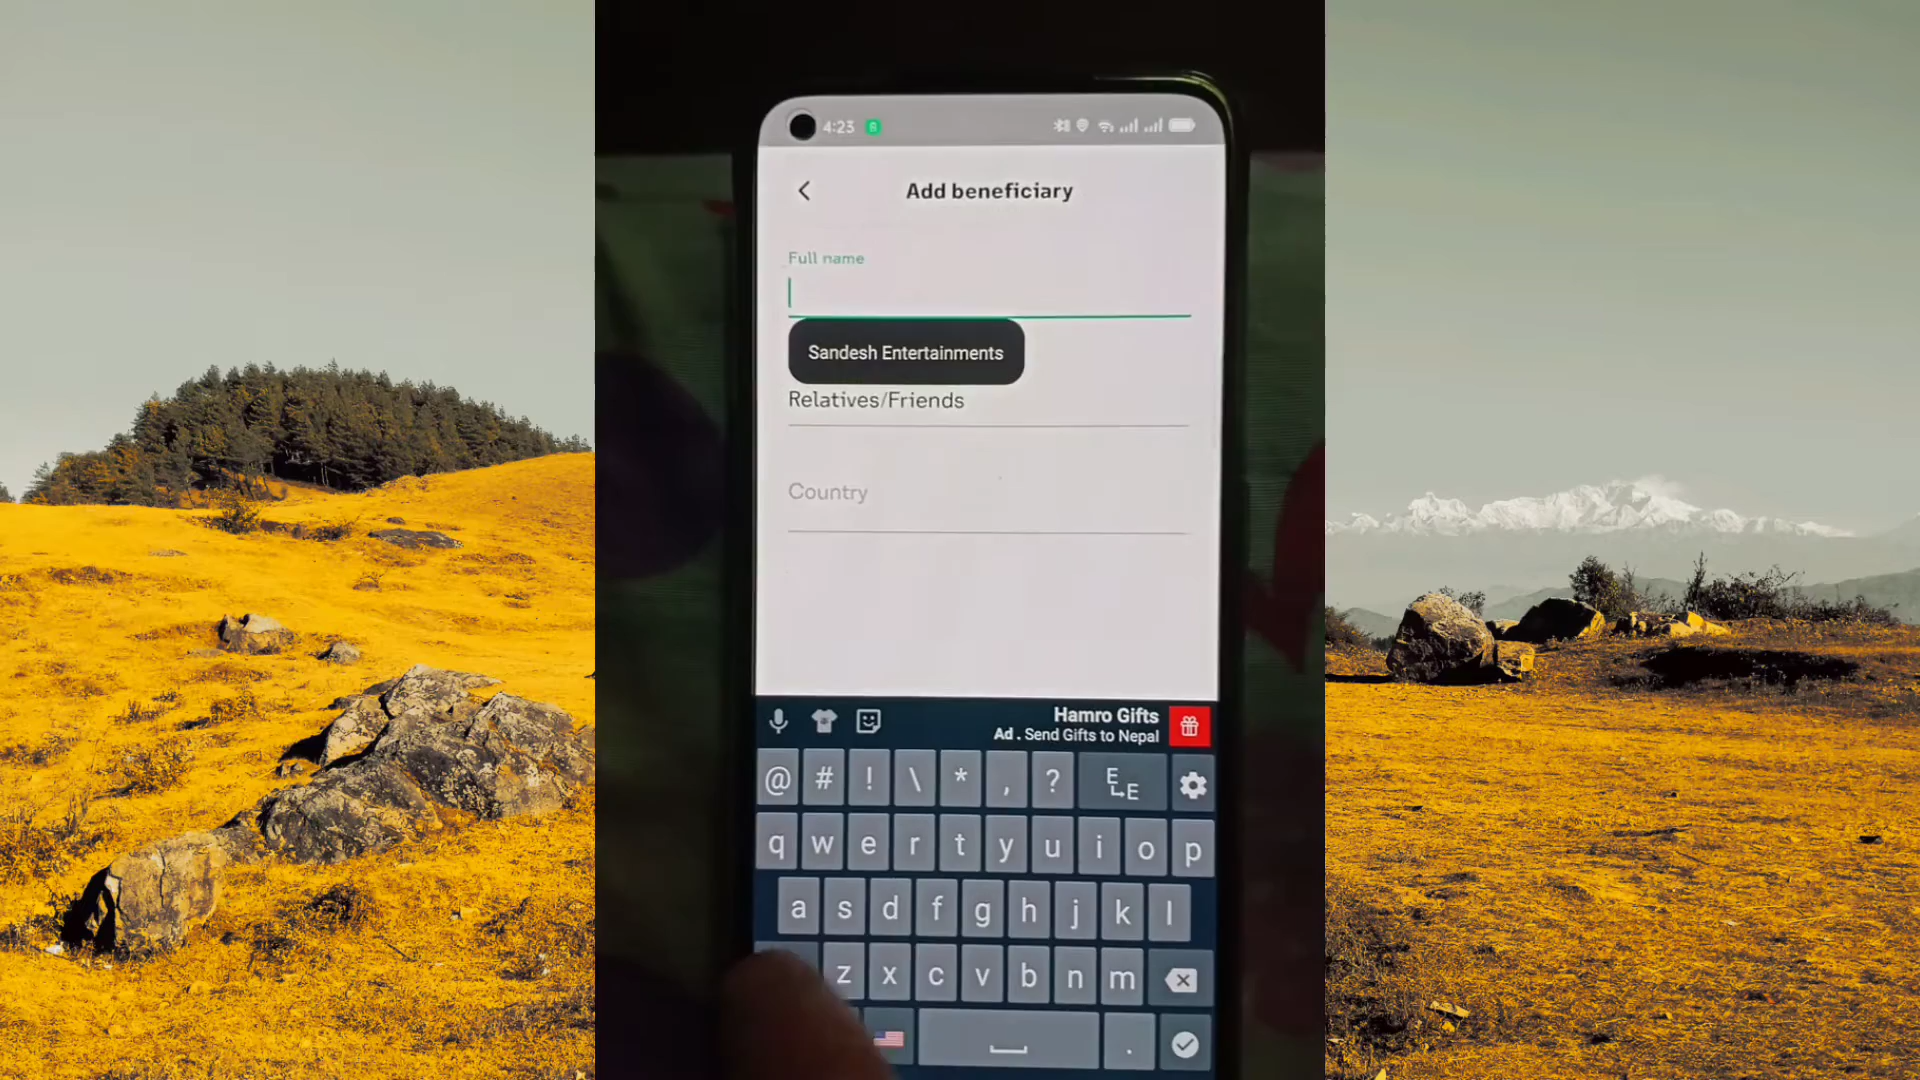 4:23
Add beneficiary
Full name
Sandesh Entertainments
Relatives/Friends
Country
Hamro Gifts
Ad . Send Gifts to Nepal
@ # ! \ * , ? E E
q w e r t y u i o p
a s d f g h j k l
z x c v b n m
.